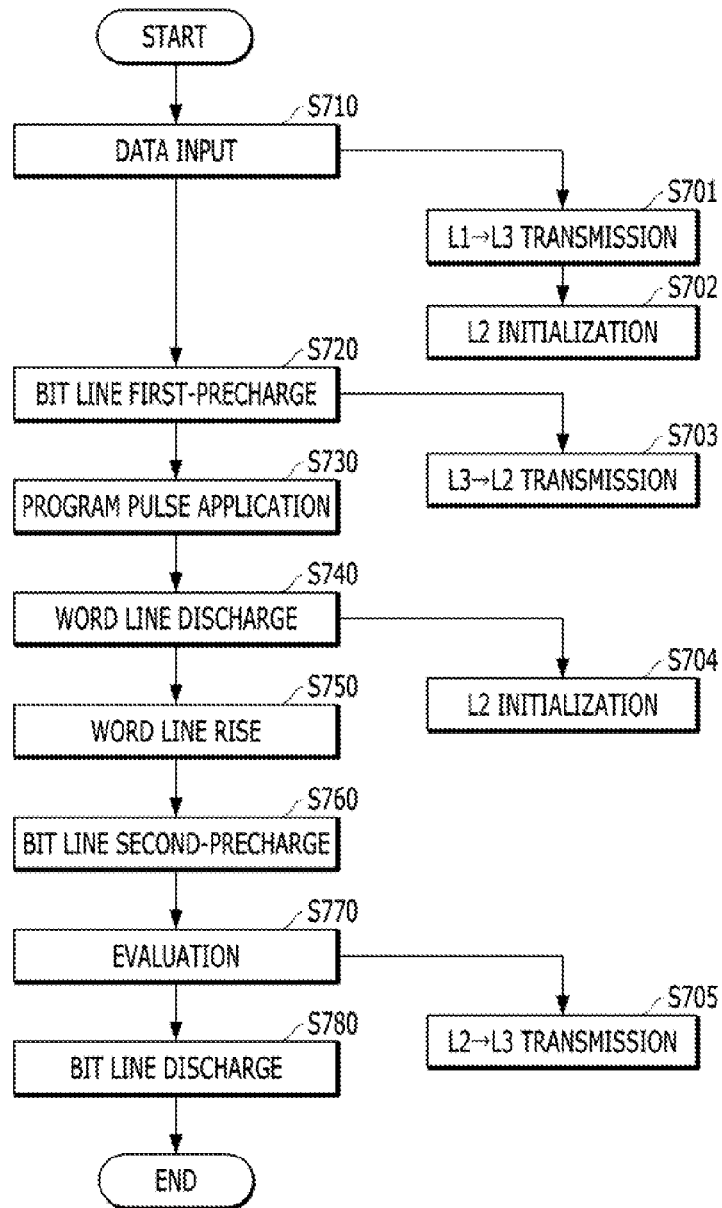 START
S710
DATA INPUT
S701
L1→L3 TRANSMISSION
S702
L2 INITIALIZATION
S720
BIT LINE FIRST-PRECHARGE
S703
L3→L2 TRANSMISSION
S730
PROGRAM PULSE APPLICATION
S740
WORD LINE DISCHARGE
S704
L2 INITIALIZATION
S750
WORD LINE RISE
S760
BIT LINE SECOND-PRECHARGE
S770
EVALUATION
S705
L2→L3 TRANSMISSION
S780
BIT LINE DISCHARGE
END